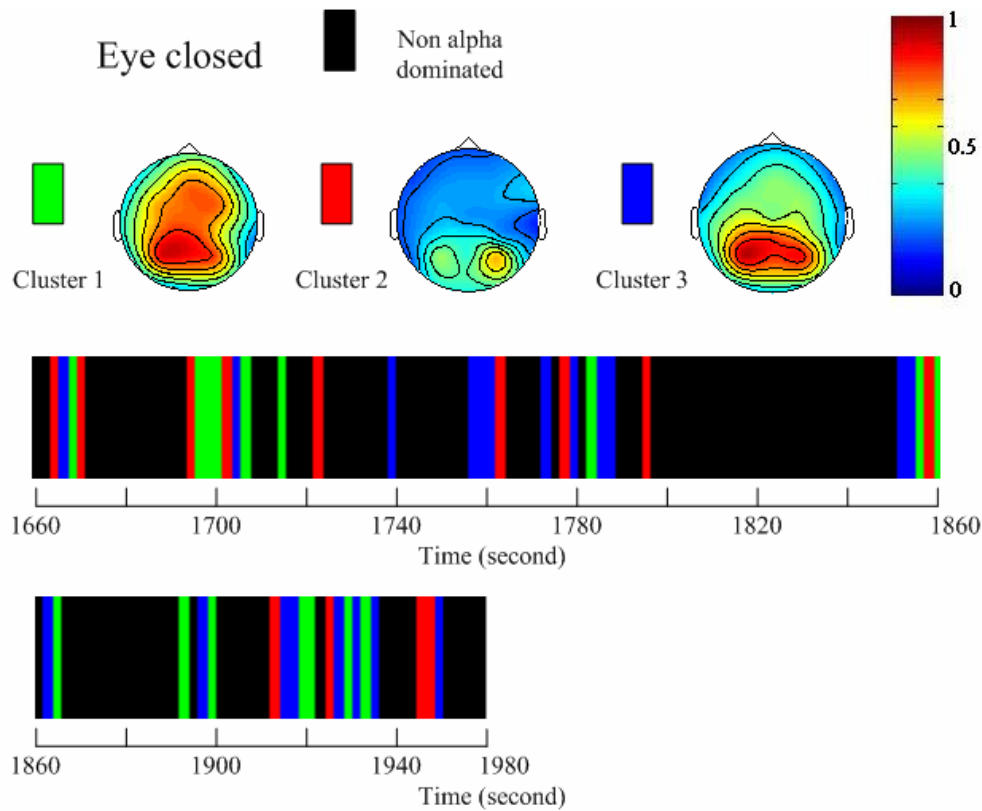 Eye closed
Non alpha
dominated
1
0.5
0
Cluster 1
Cluster 2
Cluster 3
1660 1700 1740 1780 1820 1860
Time (second)
1860 1900 1940 1980
Time (second)